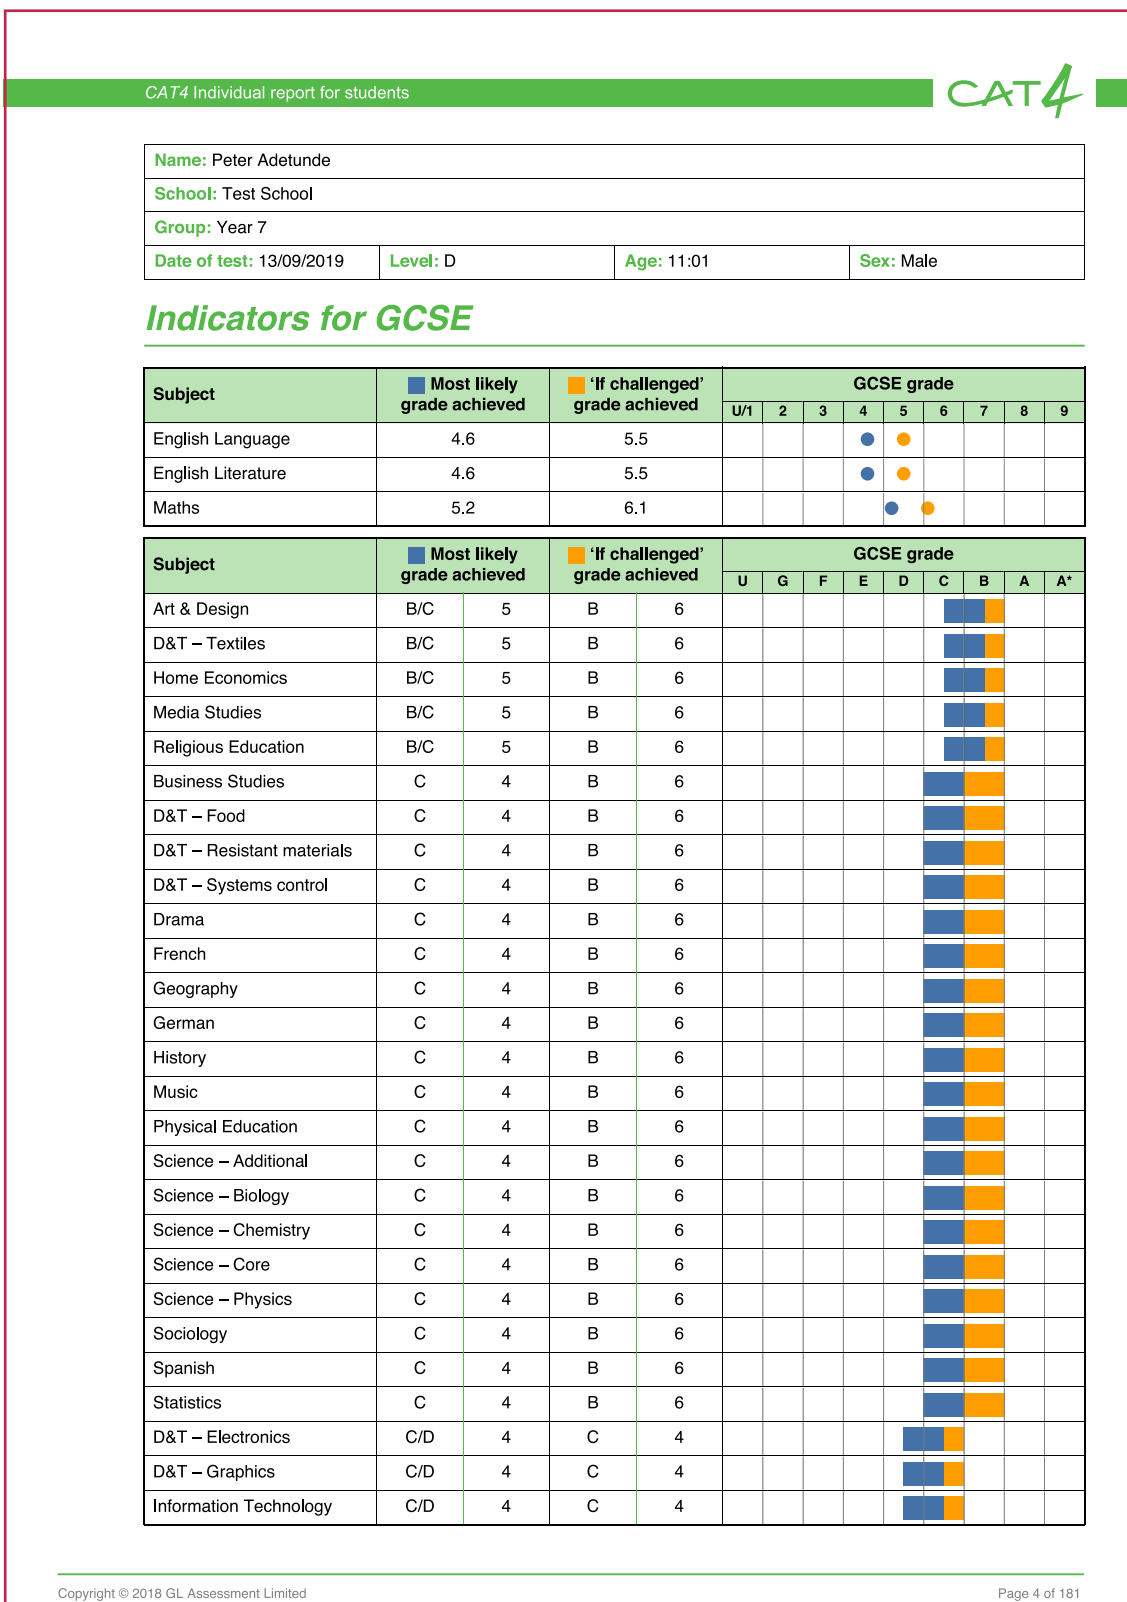 CAT4 Individual report for students
CAT4
Name: Peter Adetunde
School: Test School
Group: Year 7
Date of test: 13/09/2019 Level: D Age: 11:01 Sex: Male
Indicators for GCSE
Subject Most likely grade achieved 'If challenged' grade achieved GCSE grade
U/1 2 3 4 5 6 7 8 9
English Language 4.6 5.5
English Literature 4.6 5.5
Maths 5.2 6.1
Subject Most likely grade achieved 'If challenged' grade achieved GCSE grade
U G F E D C B A A*
Art & Design B/C 5 B 6
D&T – Textiles B/C 5 B 6
Home Economics B/C 5 B 6
Media Studies B/C 5 B 6
Religious Education B/C 5 B 6
Business Studies C 4 B 6
D&T – Food C 4 B 6
D&T – Resistant materials C 4 B 6
D&T – Systems control C 4 B 6
Drama C 4 B 6
French C 4 B 6
Geography C 4 B 6
German C 4 B 6
History C 4 B 6
Music C 4 B 6
Physical Education C 4 B 6
Science – Additional C 4 B 6
Science – Biology C 4 B 6
Science – Chemistry C 4 B 6
Science – Core C 4 B 6
Science – Physics C 4 B 6
Sociology C 4 B 6
Spanish C 4 B 6
Statistics C 4 B 6
D&T – Electronics C/D 4 C 4
D&T – Graphics C/D 4 C 4
Information Technology C/D 4 C 4
Copyright © 2018 GL Assessment Limited Page 4 of 181